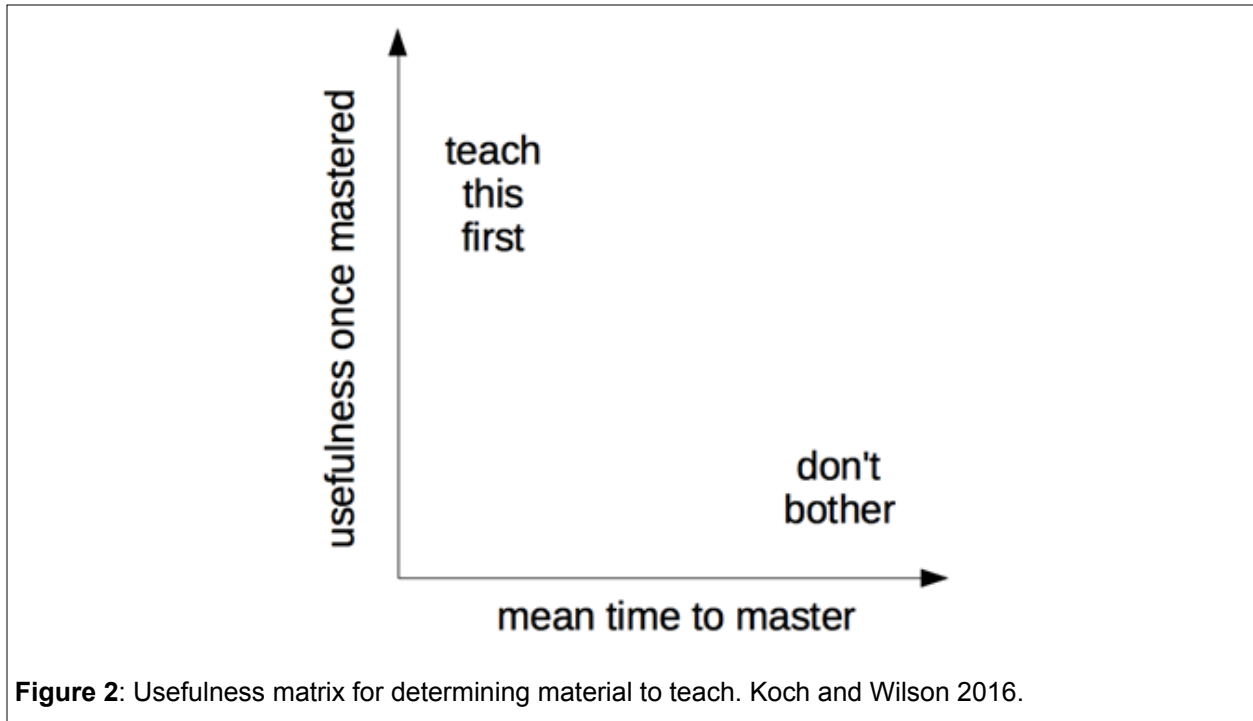 usefulness once mastered
teach
this
first
don't
bother
mean time to master
Figure 2: Usefulness matrix for determining material to teach. Koch and Wilson 2016.